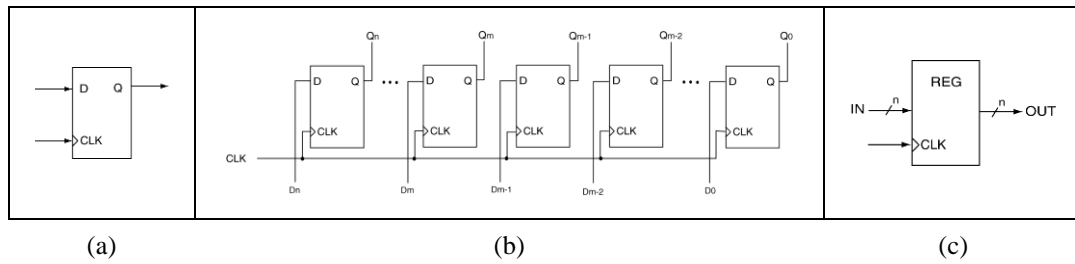 D Q
CLK
(a)
Qn Qm Qm-1 Qm-2 Q0
D Q ••• D Q D Q D Q ••• D Q
CLK CLK CLK CLK CLK
CLK
Dn Dm Dm-1 Dm-2 D0
(b)
REG
IN n n OUT
CLK
(c)